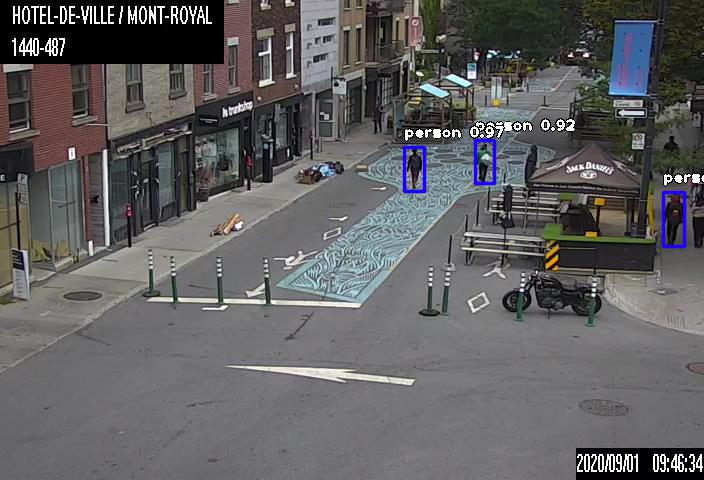 HOTEL-DE-VILLE / MONT-ROYAL
1440-487
person 0.97
person 0.92
JACK DANIEL'S
pers
2020/09/01 09:46:34